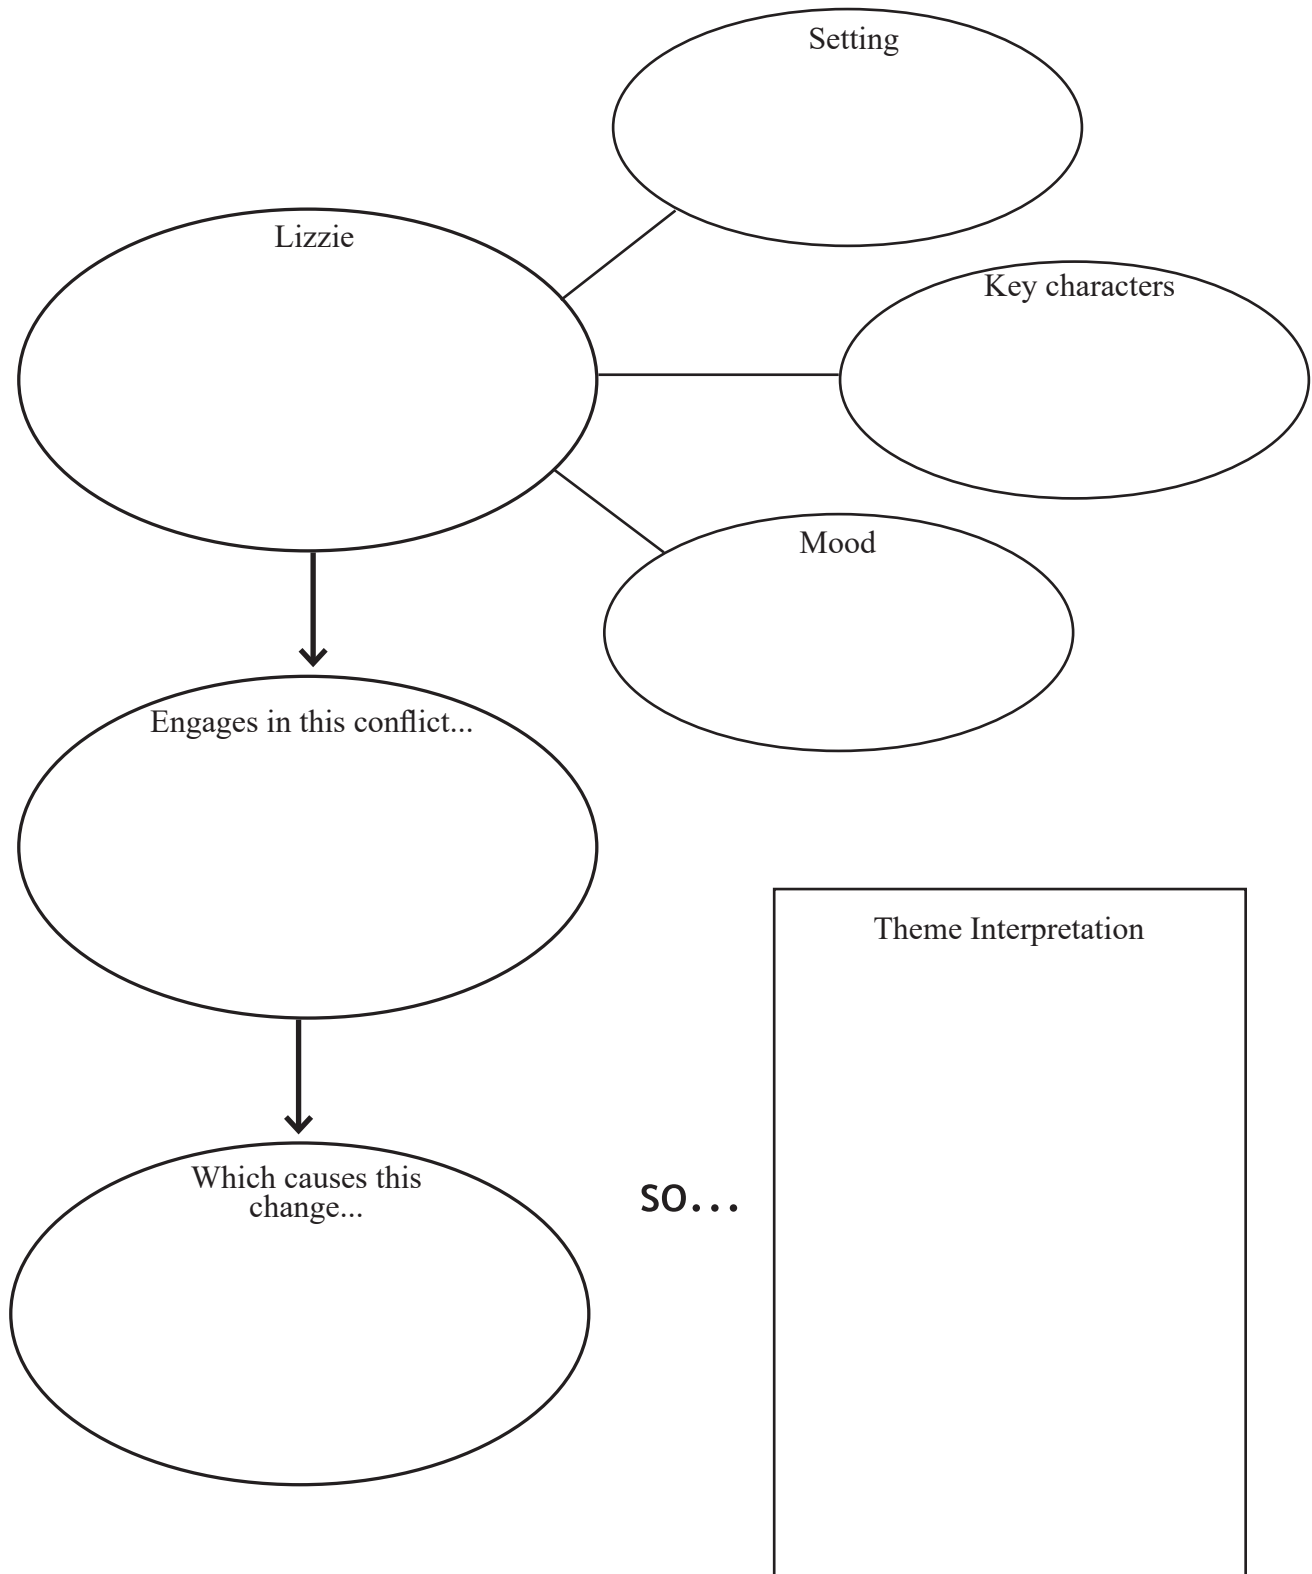 Setting
Lizzie
Key characters
Mood
Engages in this conflict...
Theme Interpretation
Which causes this
change...
so...